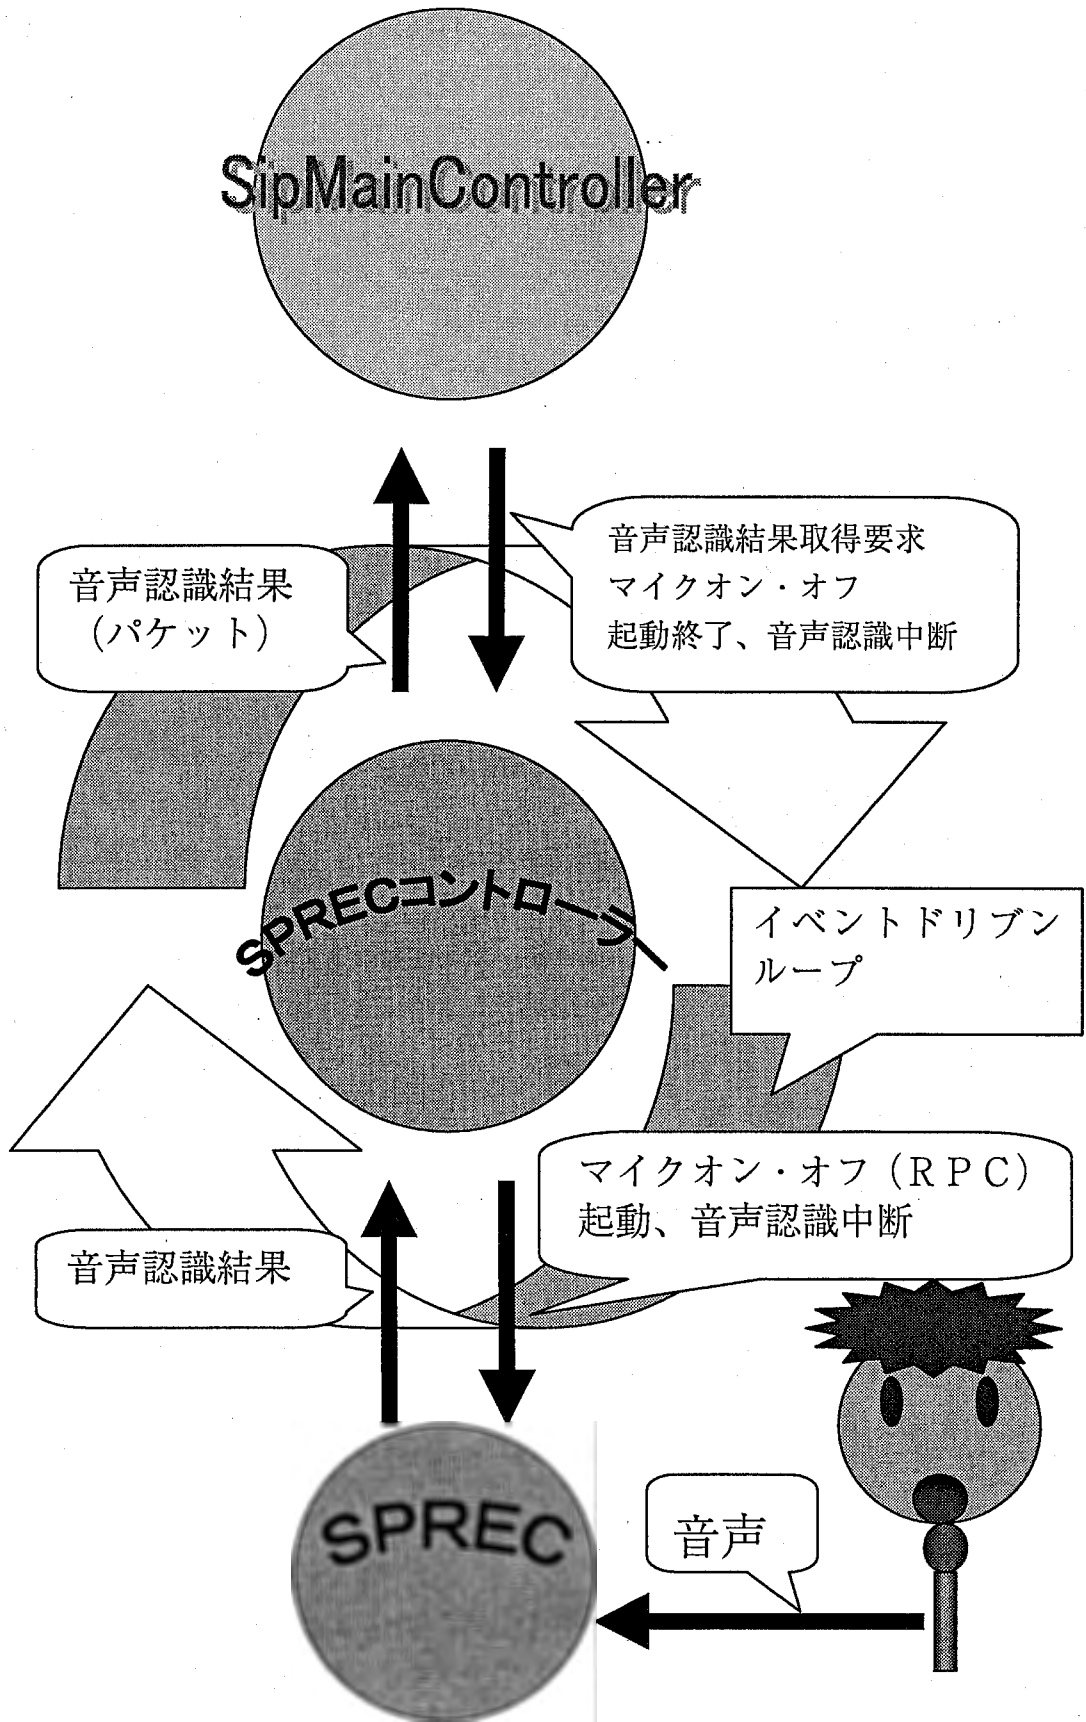 SipMainController
音声認識結果
（パケット）
音声認識結果取得要求
マイクオン・オフ
起動終了、音声認識中断
SPRECコントローラー
イベントドリブン
ループ
マイクオン・オフ（ＲＰＣ）
起動、音声認識中断
音声認識結果
SPREC
音声